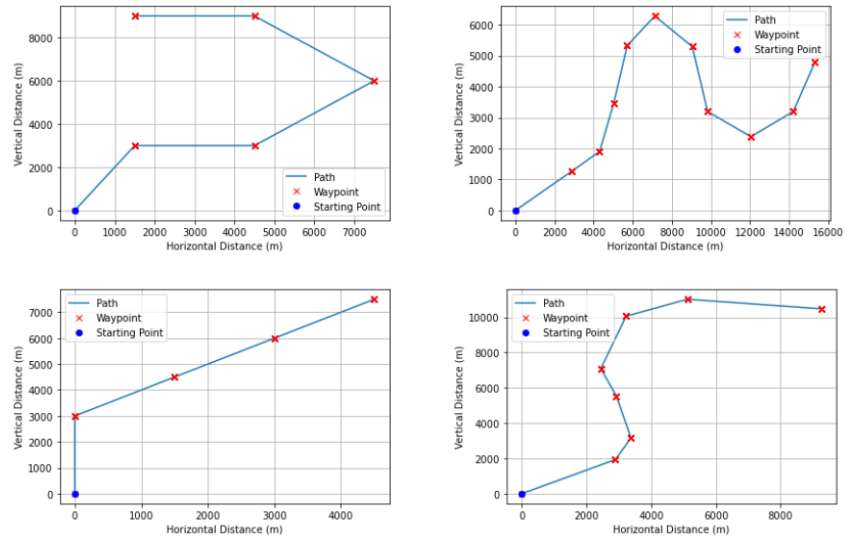 8000
6000
4000
2000
0
Vertical Distance (m)
Path
Waypoint
Starting Point
0 1000 2000 3000 4000 5000 6000 7000
Horizontal Distance (m)
6000
5000
4000
3000
2000
1000
0
Vertical Distance (m)
Path
Waypoint
Starting Point
0 2000 4000 6000 8000 10000 12000 14000 16000
Horizontal Distance (m)
7000
6000
5000
4000
3000
2000
1000
0
Vertical Distance (m)
Path
Waypoint
Starting Point
0 1000 2000 3000 4000
Horizontal Distance (m)
10000
8000
6000
4000
2000
0
Vertical Distance (m)
Path
Waypoint
Starting Point
0 2000 4000 6000 8000
Horizontal Distance (m)